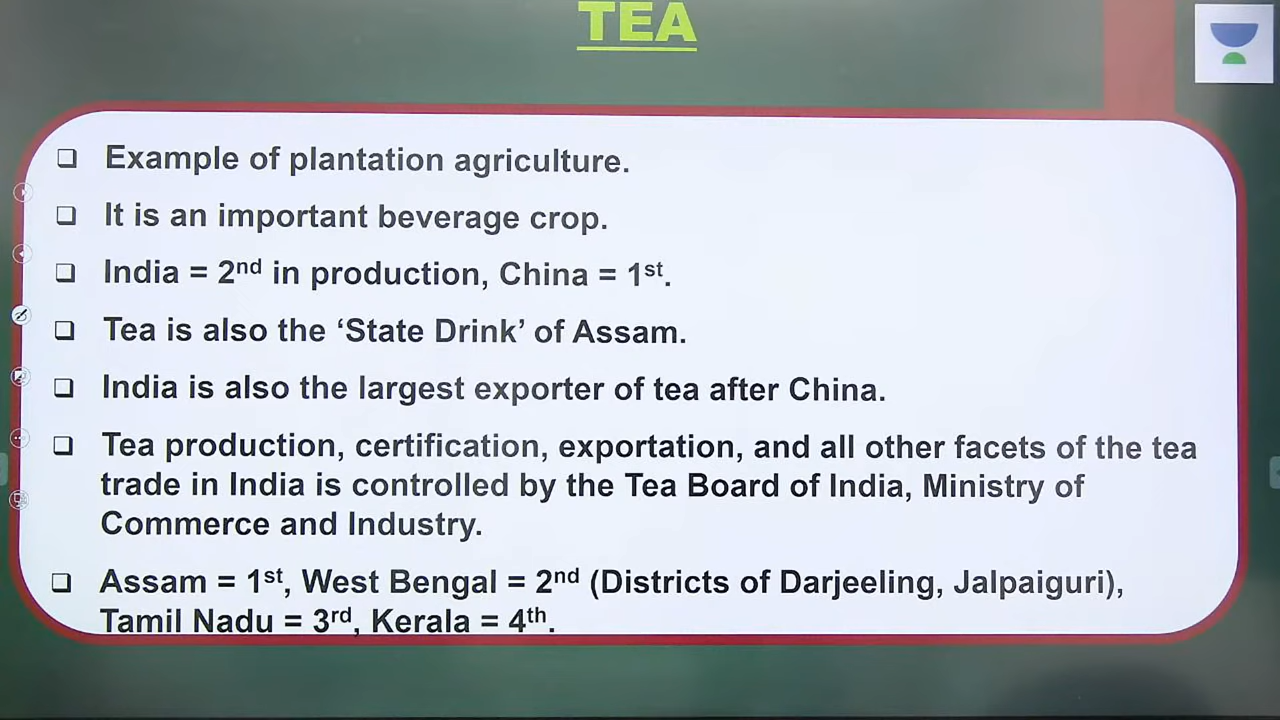 TEA
❑ Example of plantation agriculture.
❑ It is an important beverage crop.
❑ India = 2nd in production, China = 1st.
❑ Tea is also the ‘State Drink’ of Assam.
❑ India is also the largest exporter of tea after China.
❑ Tea production, certification, exportation, and all other facets of the tea
trade in India is controlled by the Tea Board of India, Ministry of
Commerce and Industry.
❑ Assam = 1st, West Bengal = 2nd (Districts of Darjeeling, Jalpaiguri),
Tamil Nadu = 3rd, Kerala = 4th.